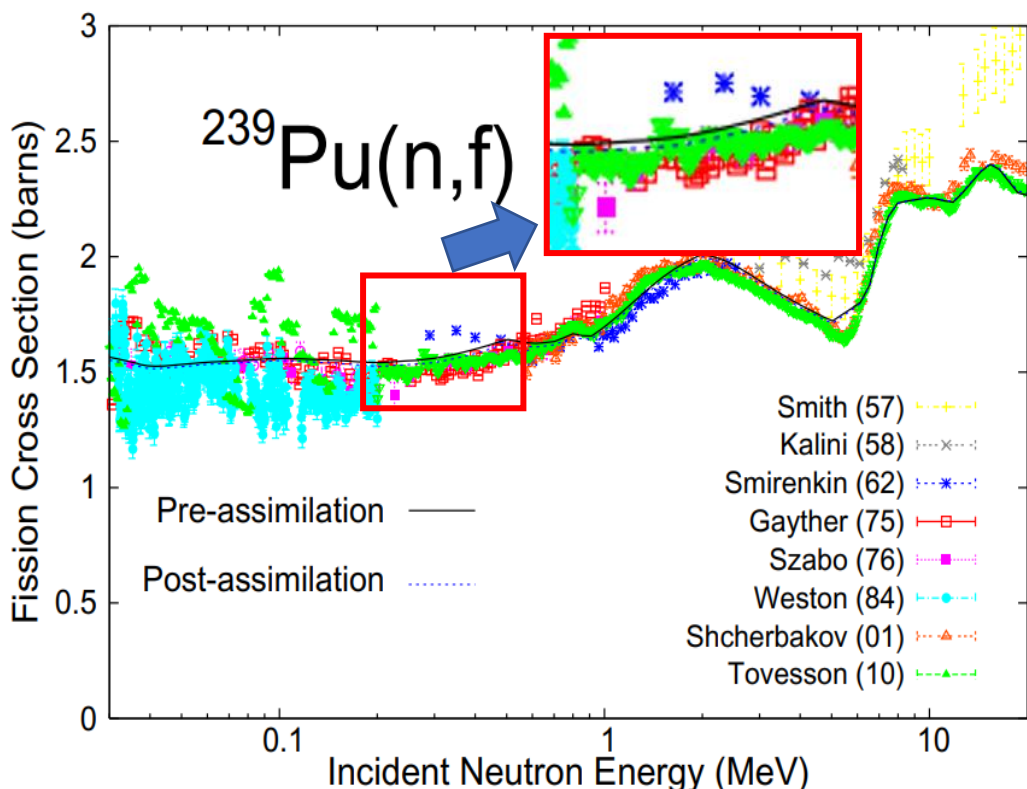 3
2.5
2
1.5
1
0.5
0
0.1
1
10
Fission Cross Section (barns)
Incident Neutron Energy (MeV)
²³⁹Pu(n,f)
Pre-assimilation
Post-assimilation
Smith (57)
Kalini (58)
Smirenkin (62)
Gayther (75)
Szabo (76)
Weston (84)
Shcherbakov (01)
Tovesson (10)